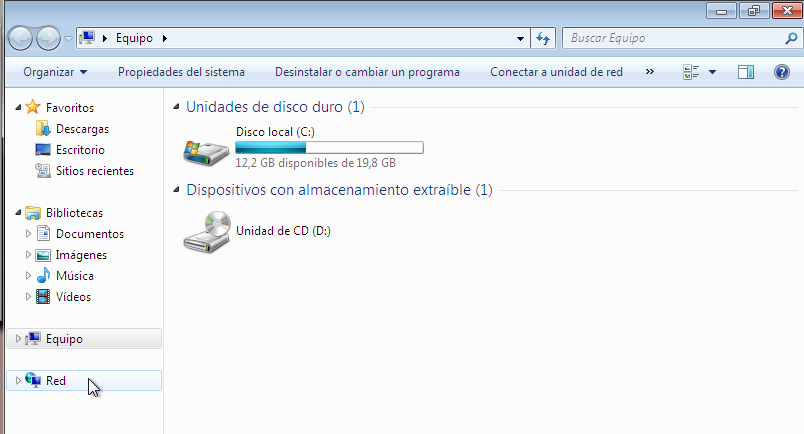 Equipo
Buscar Equipo
Organizar
Propiedades del sistema
Desinstalar o cambiar un programa
Conectar a unidad de red
»
Favoritos
Descargas
Escritorio
Sitios recientes
Bibliotecas
Documentos
Imágenes
Música
Vídeos
Equipo
Red
Unidades de disco duro (1)
Disco local (C:)
12,2 GB disponibles de 19,8 GB
Dispositivos con almacenamiento extraíble (1)
Unidad de CD (D:)